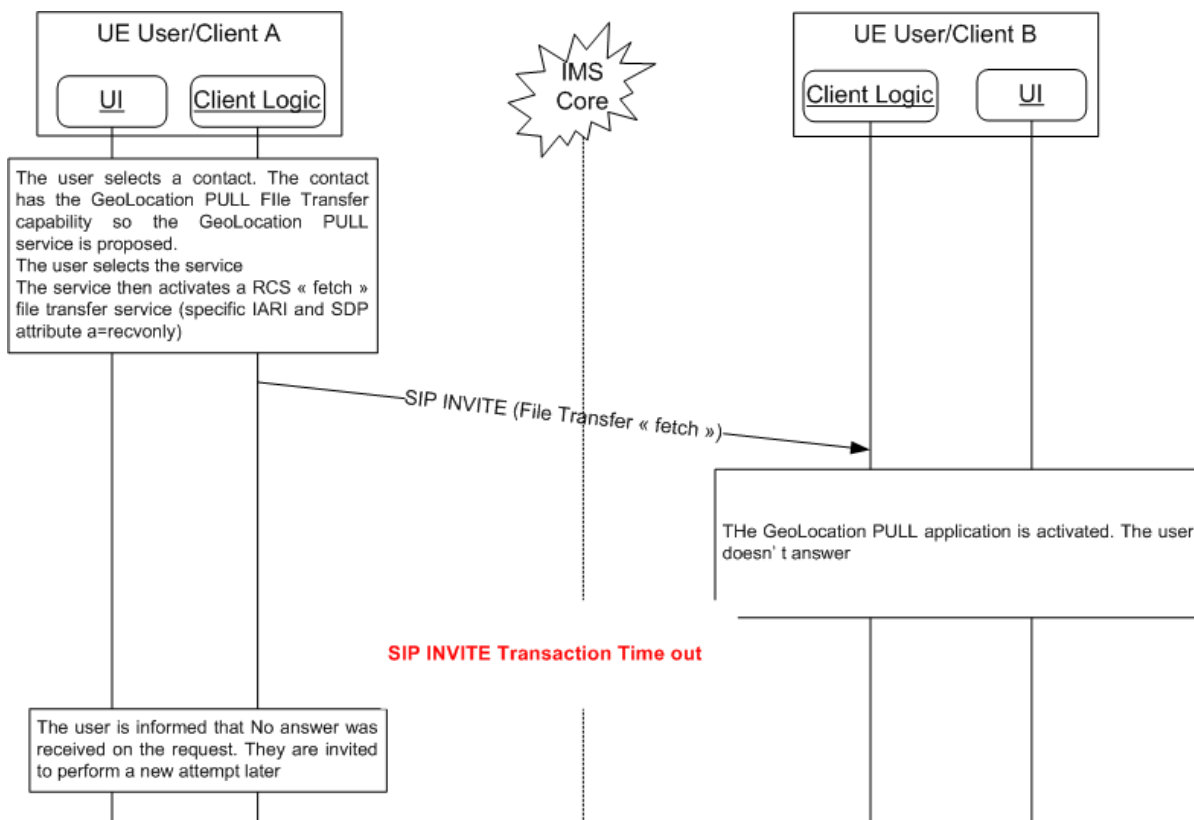 UE User/Client A
UI
Client Logic
IMS
Core
UE User/Client B
Client Logic
UI
The user selects a contact. The contact
has the GeoLocation PULL FIle Transfer
capability so the GeoLocation PULL
service is proposed.
The user selects the service
The service then activates a RCS « fetch »
file transfer service (specific IARI and SDP
attribute a=recvonly)
SIP INVITE (File Transfer « fetch »)
THe GeoLocation PULL application is activated. The user
doesn' t answer
SIP INVITE Transaction Time out
The user is informed that No answer was
received on the request. They are invited
to perform a new attempt later